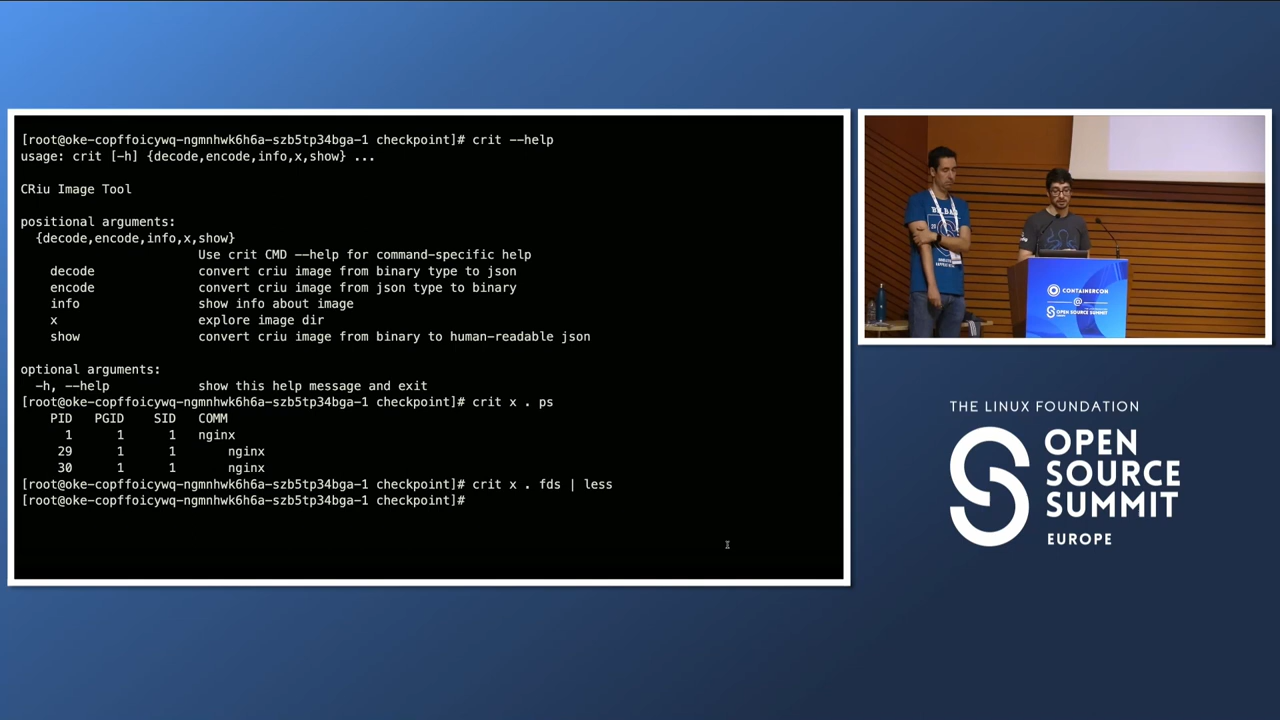 [root@oke-copffoicywq-ngmnhwk6h6a-szb5tp34bga-1 checkpoint]# crit --help
usage: crit [-h] {decode,encode,info,x,show} ...
CRiu Image Tool
positional arguments:
{decode,encode,info,x,show}
Use crit CMD --help for command-specific help
decode convert criu image from binary type to json
encode convert criu image from json type to binary
info show info about image
x explore image dir
show convert criu image from binary to human-readable json
optional arguments:
-h, --help show this help message and exit
[root@oke-copffoicywq-ngmnhwk6h6a-szb5tp34bga-1 checkpoint]# crit x . ps
PID PGID SID COMM
1 1 1 nginx
29 1 1 nginx
30 1 1 nginx
[root@oke-copffoicywq-ngmnhwk6h6a-szb5tp34bga-1 checkpoint]# crit x . fds | less
[root@oke-copffoicywq-ngmnhwk6h6a-szb5tp34bga-1 checkpoint]#
CONTAINERCON
@
OPEN SOURCE SUMMIT
THE LINUX FOUNDATION
OPEN
SOURCE
SUMMIT
EUROPE